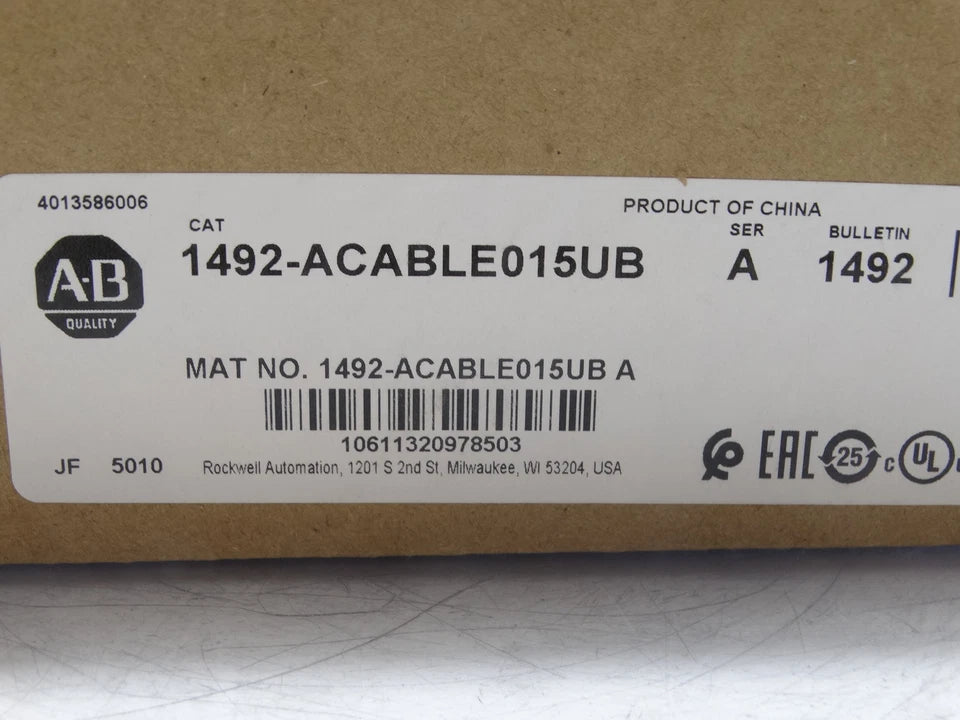 4013586006
PRODUCT OF CHINA
CAT
SER
BULLETIN
1492-ACABLE015UB
A
1492
A-B
QUALITY
MAT NO. 1492-ACABLE015UB A
10611320978503
JF 5010
Rockwell Automation, 1201 S 2nd St, Milwaukee, WI 53204, USA
EAC
25
c UL